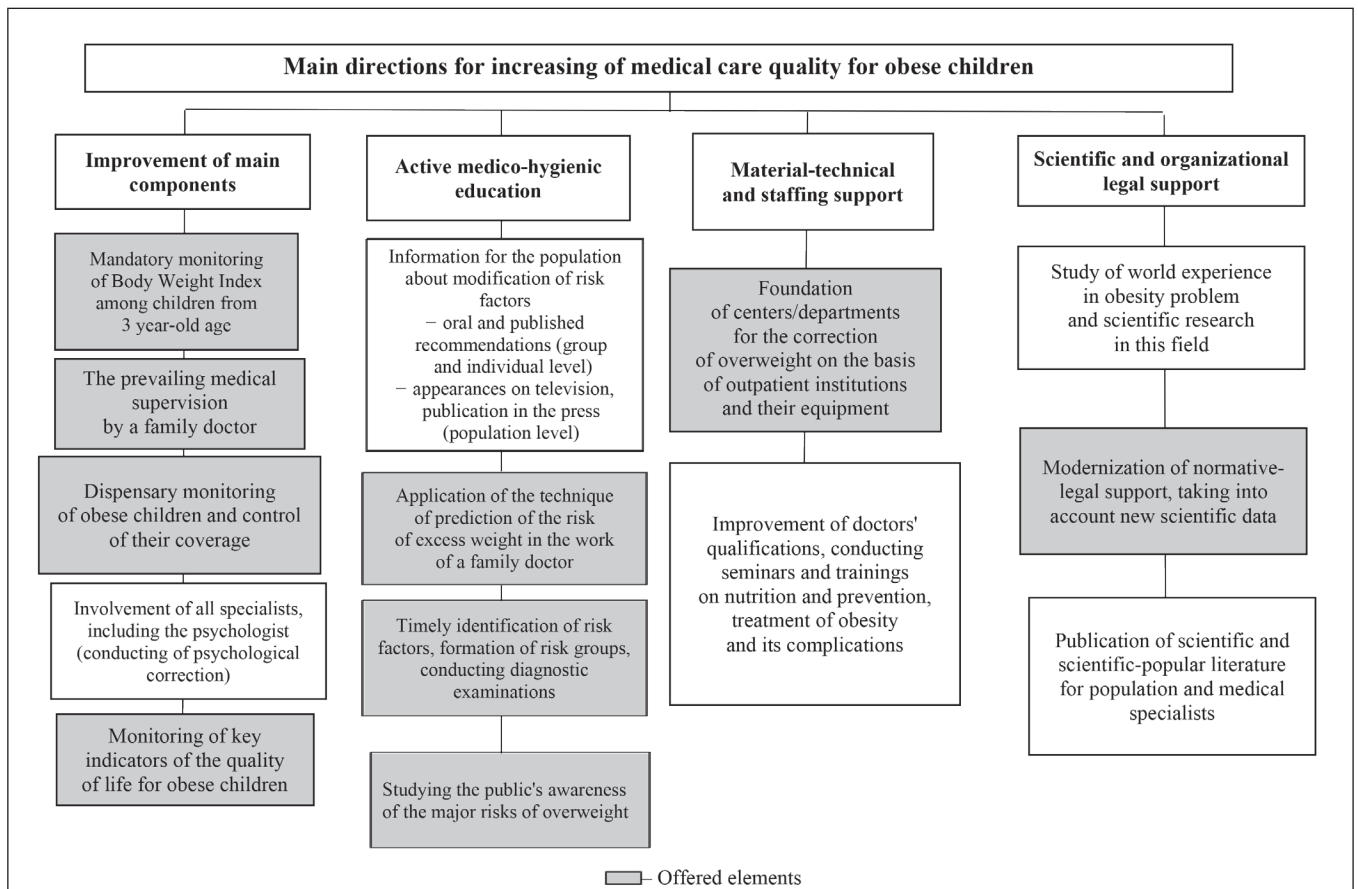 Main directions for increasing of medical care quality for obese children
Improvement of main
components
Mandatory monitoring
of Body Weight Index
among children from
3 year-old age
The prevailing medical
supervision
by a family doctor
Dispensary monitoring
of obese children and control
of their coverage
Involvement of all specialists,
including the psychologist
(conducting of psychological
correction)
Monitoring of key
indicators of the quality
of life for obese children
Active medico-hygienic
education
Information for the population
about modification of risk
factors
− oral and published
recommendations (group
and individual level)
− appearances on television,
publication in the press
(population level)
Application of the technique
of prediction of the risk
of excess weight in the work
of a family doctor
Timely identification of risk
factors, formation of risk groups,
conducting diagnostic
examinations
Studying the public's awareness
of the major risks of overweight
Material-technical
and staffing support
Foundation
of centers/departments
for the correction
of overweight on the basis
of outpatient institutions
and their equipment
Improvement of doctors'
qualifications, conducting
seminars and trainings
on nutrition and prevention,
treatment of obesity
and its complications
Scientific and organizational
legal support
Study of world experience
in obesity problem
and scientific research
in this field
Modernization of normative-
legal support, taking into
account new scientific data
Publication of scientific and
scientific-popular literature
for population and medical
specialists
– Offered elements